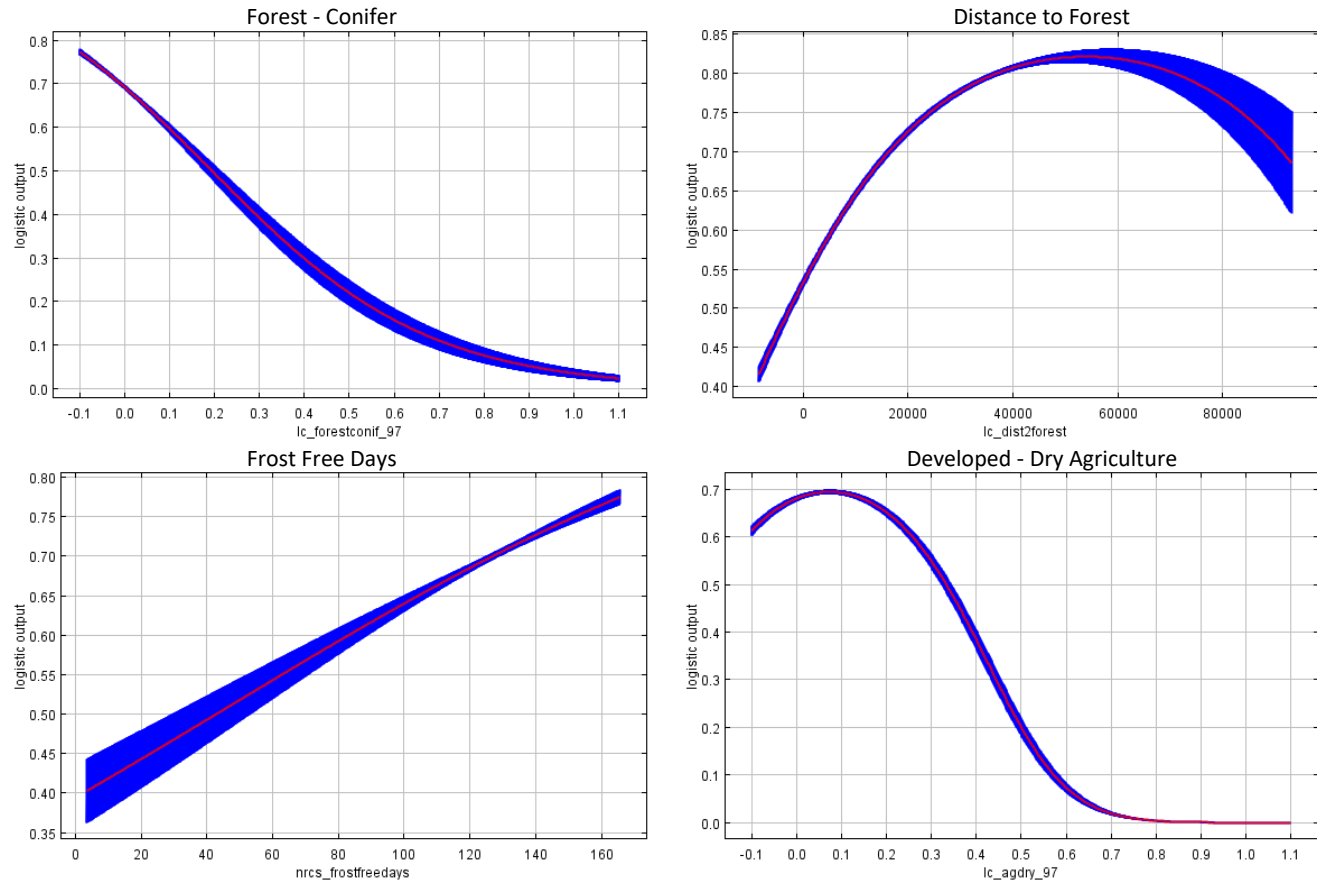 Forest - Conifer
0.8
0.7
0.6
0.5
0.4
0.3
0.2
0.1
0.0
logistic output
-0.1 0.0 0.1 0.2 0.3 0.4 0.5 0.6 0.7 0.8 0.9 1.0 1.1
lc_forestconif_97
Distance to Forest
0.85
0.80
0.75
0.70
0.65
0.60
0.55
0.50
0.45
0.40
logistic output
0 20000 40000 60000 80000
lc_dist2forest
Frost Free Days
0.80
0.75
0.70
0.65
0.60
0.55
0.50
0.45
0.40
0.35
logistic output
0 20 40 60 80 100 120 140 160
nrcs_frostfreedays
Developed - Dry Agriculture
0.7
0.6
0.5
0.4
0.3
0.2
0.1
0.0
logistic output
-0.1 0.0 0.1 0.2 0.3 0.4 0.5 0.6 0.7 0.8 0.9 1.0 1.1
lc_agdry_97